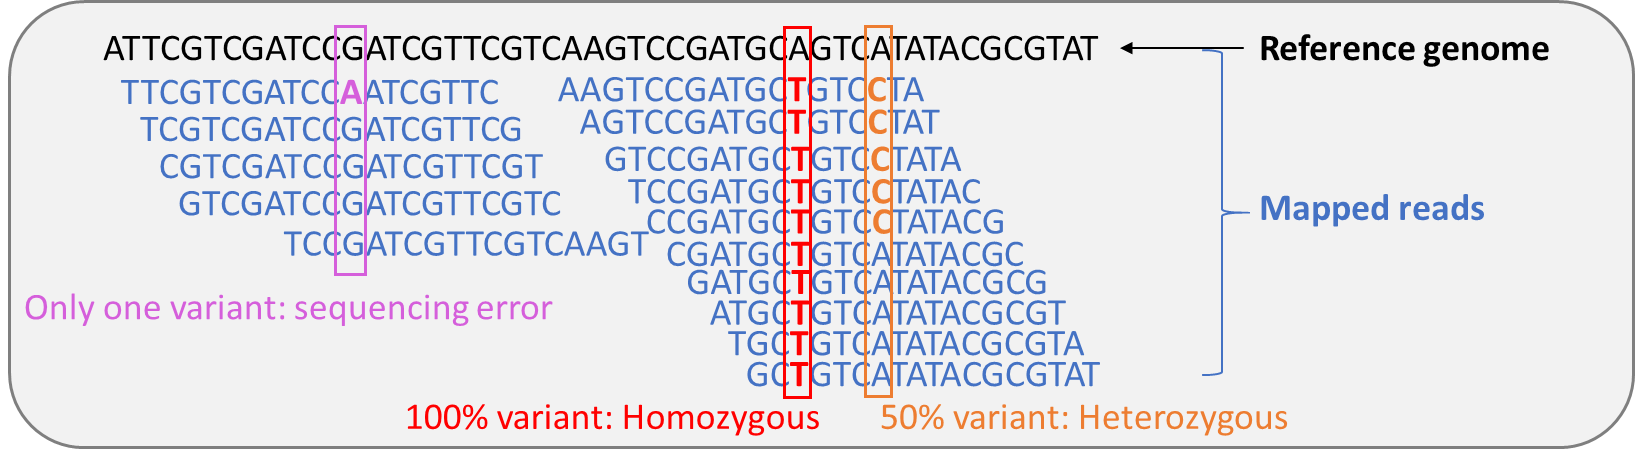 ATTCGTCGATCCGATCGTTCGTCAAGTCCGATGCAGTCATATACGCGTAT
Reference genome
TTCGTCGATCCAATCGTTC
AAGTCCGATGCTGTCCTA
TCGTCGATCCGATCGTTCG
AGTCCGATGCTGTCCTAT
CGTCGATCCGATCGTTCGT
GTCCGATGCTGTCCTATA
GTCGATCCGATCGTTCGTC
TCCGATGCTGTCCTATAC
Mapped reads
CCGATGCTGTCCTATACG
TCCGATCGTTCGTCAAGT
CGATGCTGTCATATACGC
GATGCTGTCATATACGCG
Only one variant: sequencing error
ATGCTGTCATATACGCGT
TGCTGTCATATACGCGTA
GCTGTCATATACGCGTAT
100% variant: Homozygous
50% variant: Heterozygous